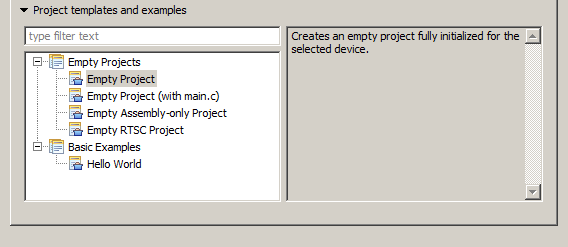 Project templates and examples
type filter text
Empty Projects
Empty Project
Empty Project (with main.c)
Empty Assembly-only Project
Empty RTSC Project
Basic Examples
Hello World
Creates an empty project fully initialized for the
selected device.